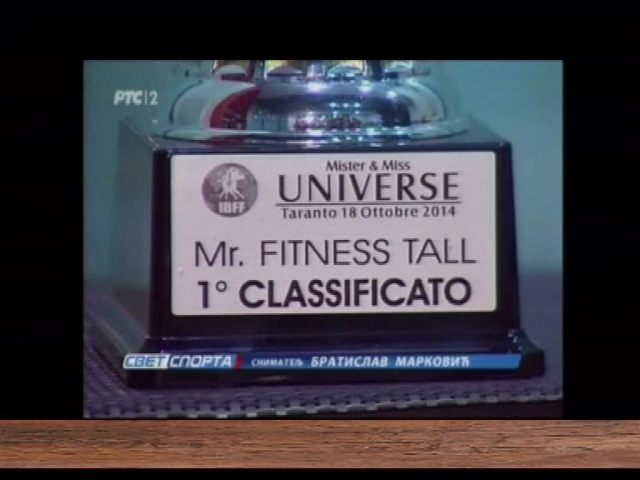 РТС|2
Mister & Miss
IBFF
UNIVERSE
Taranto 18 Ottobre 2014
Mr. FITNESS TALL
1° CLASSIFICATO
СВЕТ СПОРТА СНИМАТЕЉ БРАТИСЛАВ МАРКОВИЋ